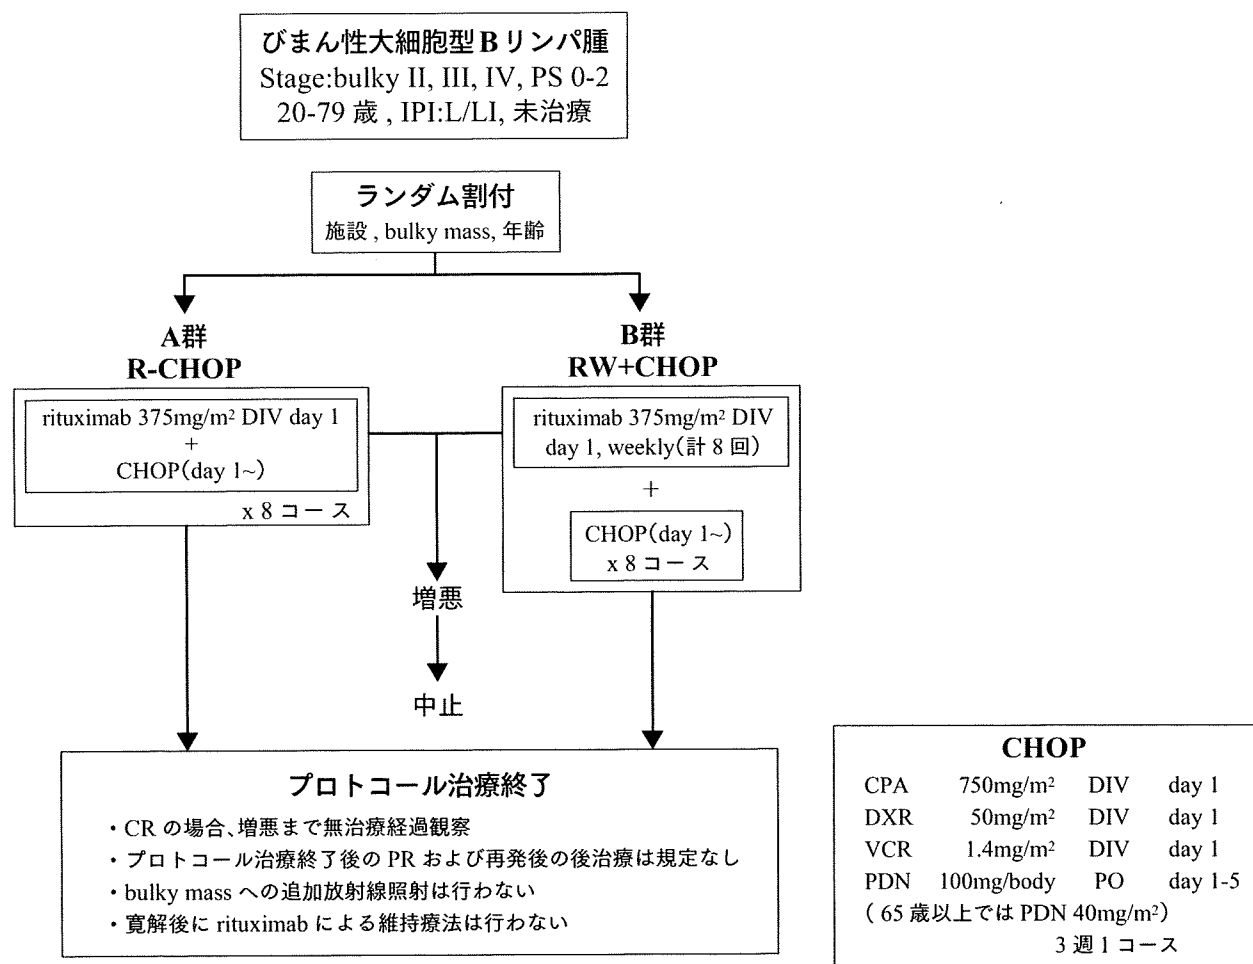 びまん性大細胞型 B リンパ腫
Stage:bulky II, III, IV, PS 0-2
20-79 歳 , IPI:L/LI, 未治療
ランダム割付
施設 , bulky mass, 年齢
A群
R-CHOP
rituximab 375mg/m² DIV day 1
+
CHOP(day 1~)
x 8 コース
B群
RW+CHOP
rituximab 375mg/m² DIV
day 1, weekly(計 8 回)
+
CHOP(day 1~)
x 8 コース
増悪
中止
プロトコール治療終了
・CR の場合、増悪まで無治療経過観察
・プロトコール治療終了後の PR および再発後の後治療は規定なし
・bulky mass への追加放射線照射は行わない
・寛解後に rituximab による維持療法は行わない
CHOP
CPA 750mg/m² DIV day 1
DXR 50mg/m² DIV day 1
VCR 1.4mg/m² DIV day 1
PDN 100mg/body PO day 1-5
( 65 歳以上では PDN 40mg/m²)
3 週 1 コース